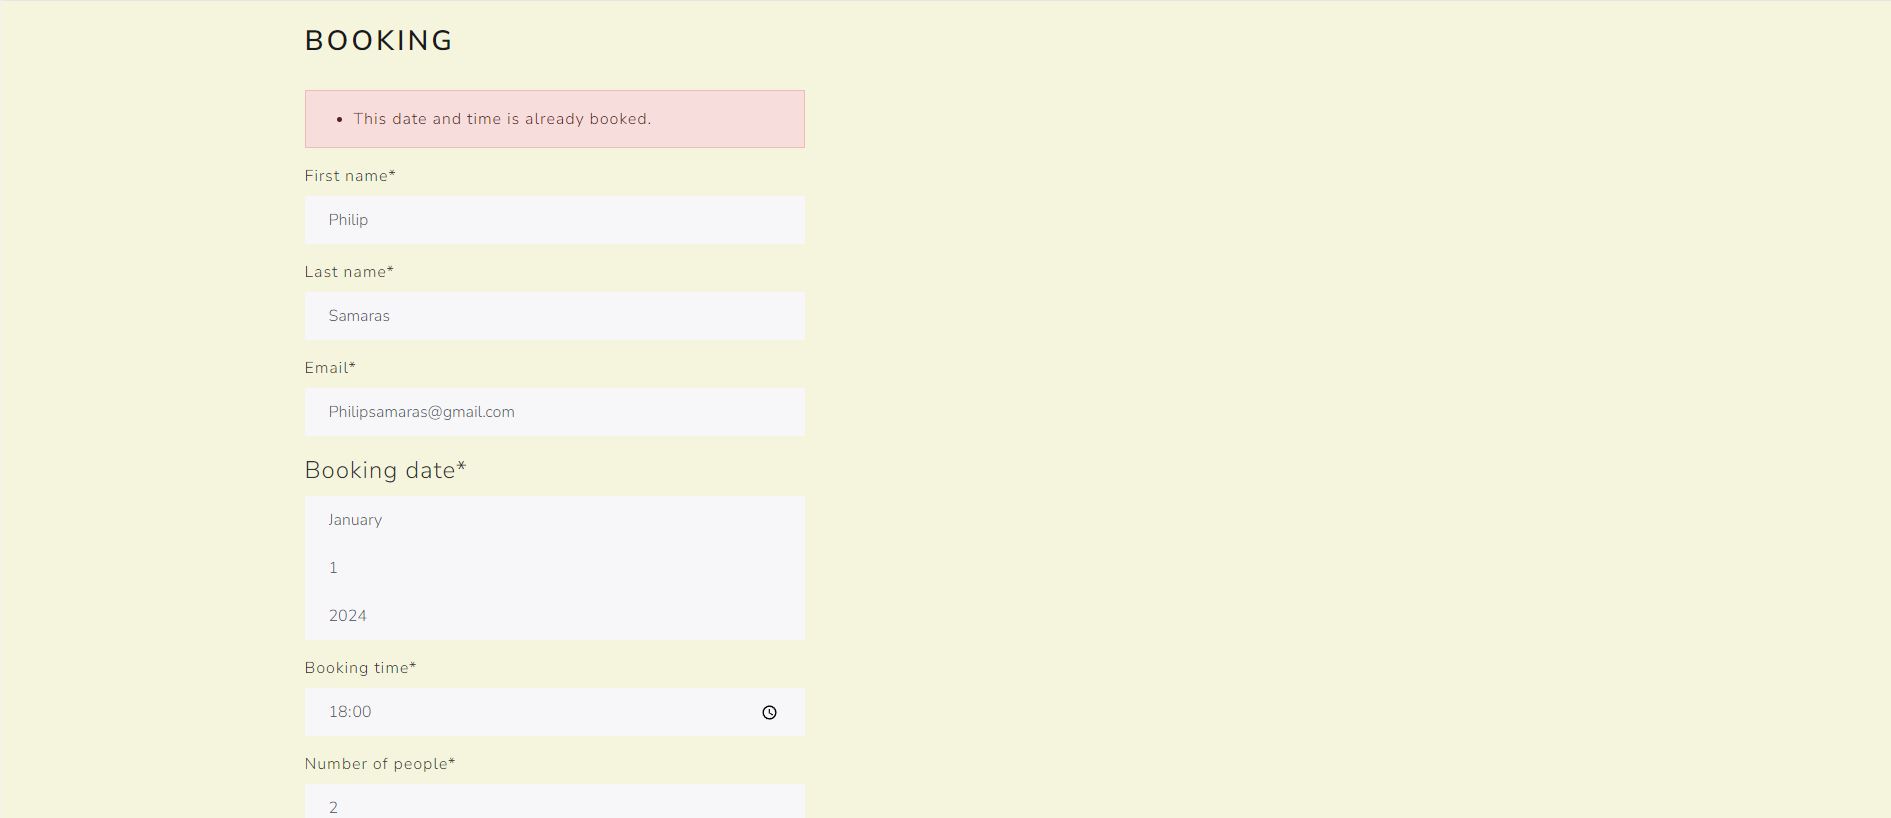 BOOKING
This date and time is already booked.
First name*
Philip
Last name*
Samaras
Email*
Philipsamaras@gmail.com
Booking date*
January
1
2024
Booking time*
18:00
Number of people*
2